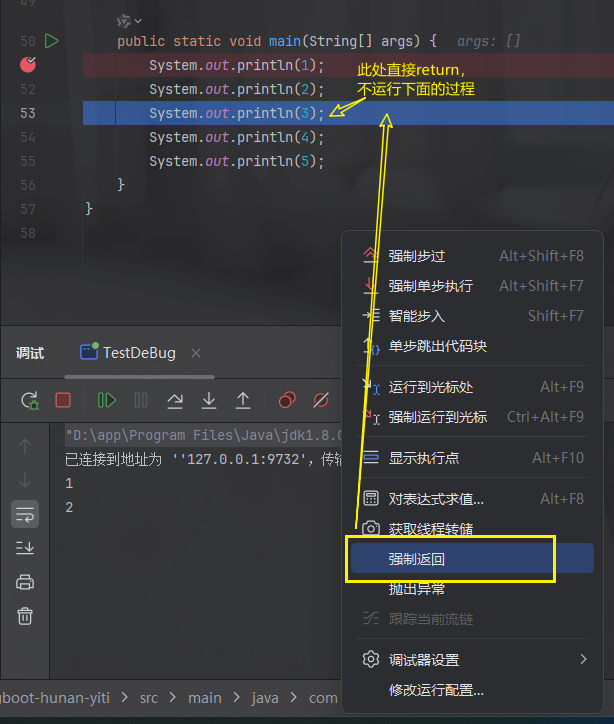 49
50 public static void main(String[] args) { args: []
System.out.println(1);
52 System.out.println(2);
53 System.out.println(3);
54 System.out.println(4);
55 System.out.println(5);
56 }
57 }
58
此处直接return，
不运行下面的过程
强制步过 Alt+Shift+F8
强制单步执行 Alt+Shift+F7
智能步入 Shift+F7
单步跳出代码块
运行到光标处 Alt+F9
强制运行到光标 Ctrl+Alt+F9
显示执行点 Alt+F10
对表达式求值... Alt+F8
获取线程转储
强制返回
抛出异常
跟踪当前流链
调试器设置
修改运行配置...
调试 TestDeBug
"D:\app\Program Files\Java\jdk1.8.0
已连接到地址为 ''127.0.0.1:9732'，传输
1
2
gboot-hunan-yiti > src > main > java > com